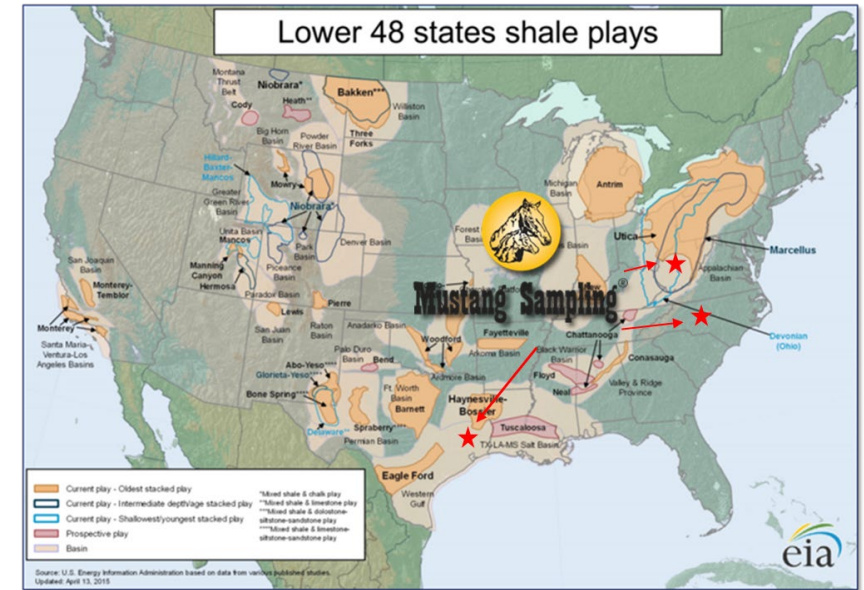 Lower 48 states shale plays
Montana
Thrust
Belt
Cody
Niobrara*
Heath**
Bakken***
Williston
Basin
Three
Forks
Big Horn
Basin
Powder
River Basin
Hilliard-
Baxter-
Mancos
Mowry
Greater
Green River
Basin
Niobrara*
Uinta Basin
Mancos
Park
Basin
Denver Basin
Manning
Canyon
Hermosa
Piceance
Basin
Paradox Basin
San Joaquin
Basin
Monterey-
Temblor
Monterey
Santa Maria-
Ventura-Los
Angeles Basins
Lewis
San Juan
Basin
Raton
Basin
Pierre
Anadarko Basin
Palo Duro
Basin
Bend
Woodford
Abo-Yeso****
Glorieta-Yeso****
Bone Spring****
Delaware**
Spraberry****
Permian Basin
Ft. Worth
Basin
Barnett
Ardmore Basin
Arkoma Basin
Fayetteville
Eagle Ford
Western
Gulf
Haynesville-
Bossier
Tuscaloosa
TX-LA-MS Salt Basin
Black Warrior
Basin
Floyd
Neal
Chattanooga
Conasauga
Valley & Ridge
Province
Michigan
Basin
Antrim
Forest
Basin
Mustang Sampling®
Utica
Marcellus
Appalachian
Basin
Devonian
(Ohio)
Current play - Oldest stacked play
Current play - Intermediate depth/age stacked play
Current play - Shallowest/youngest stacked play
Prospective play
Basin
*Mixed shale & chalk play
**Mixed shale & limestone play
***Mixed shale & dolostone-
siltstone-sandstone play
****Mixed shale & limestone-
siltstone-sandstone play
Source: U.S. Energy Information Administration based on data from various published studies.
Updated: April 13, 2015
eia